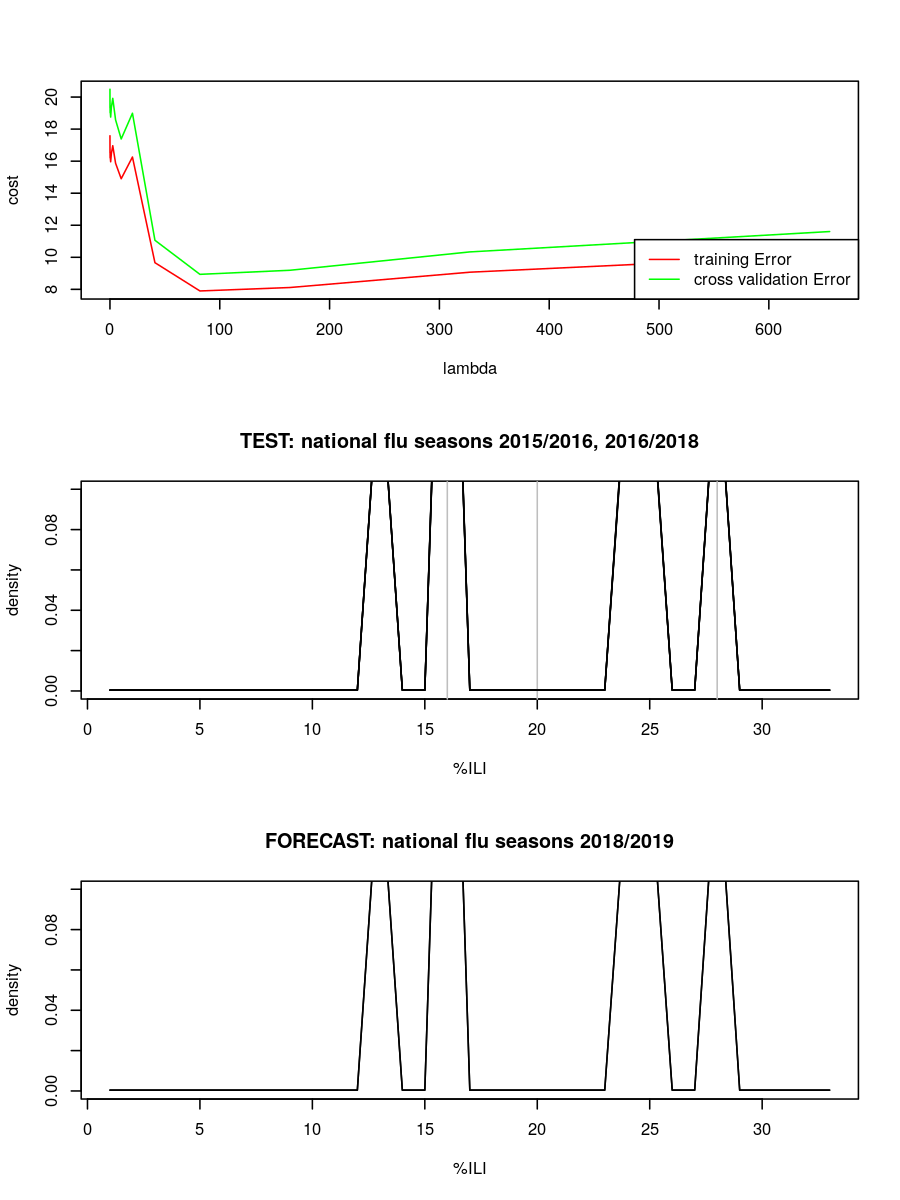 cost
8 10 12 14 16 18 20
training Error
cross validation Error
0 100 200 300 400 500 600
lambda
TEST: national flu seasons 2015/2016, 2016/2018
density
0.00 0.04 0.08
0 5 10 15 20 25 30
%ILI
FORECAST: national flu seasons 2018/2019
density
0.00 0.04 0.08
0 5 10 15 20 25 30
%ILI